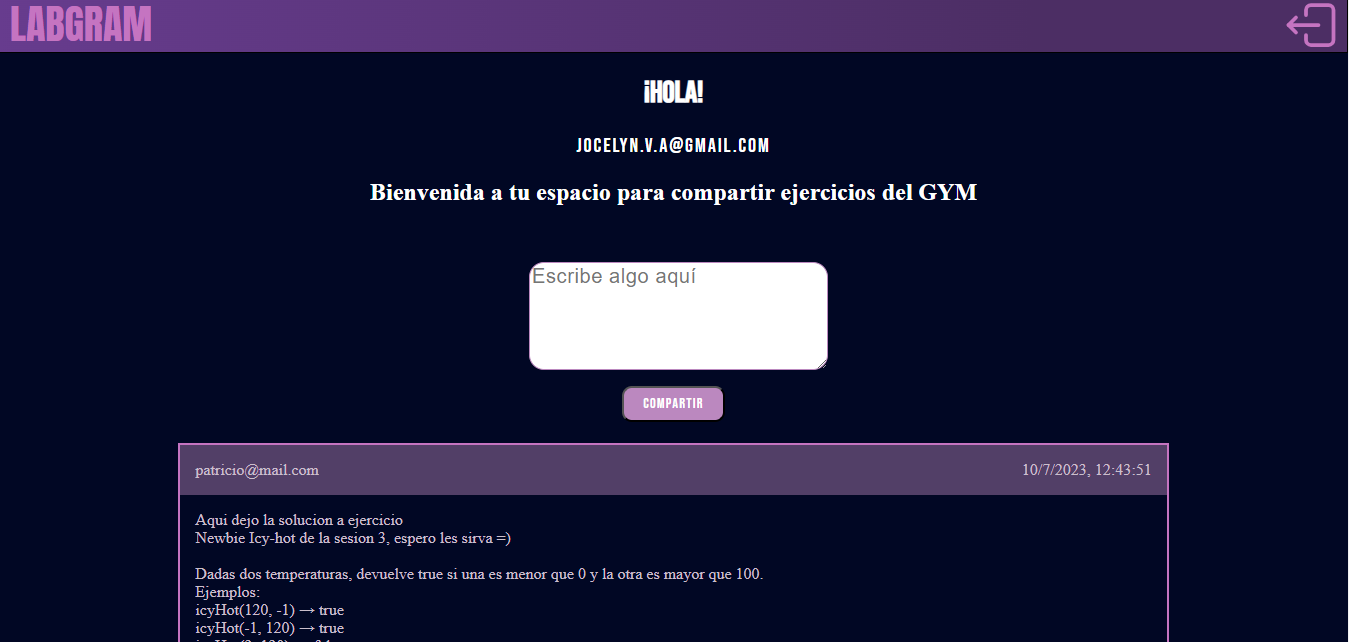 LABGRAM
¡HOLA!
JOCELYN.V.A@GMAIL.COM
Bienvenida a tu espacio para compartir ejercicios del GYM
Escribe algo aquí
COMPARTIR
patricio@mail.com 10/7/2023, 12:43:51
Aqui dejo la solucion a ejercicio
Newbie Icy-hot de la sesion 3, espero les sirva =)
Dadas dos temperaturas, devuelve true si una es menor que 0 y la otra es mayor que 100.
Ejemplos:
icyHot(120, -1) → true
icyHot(-1, 120) → true